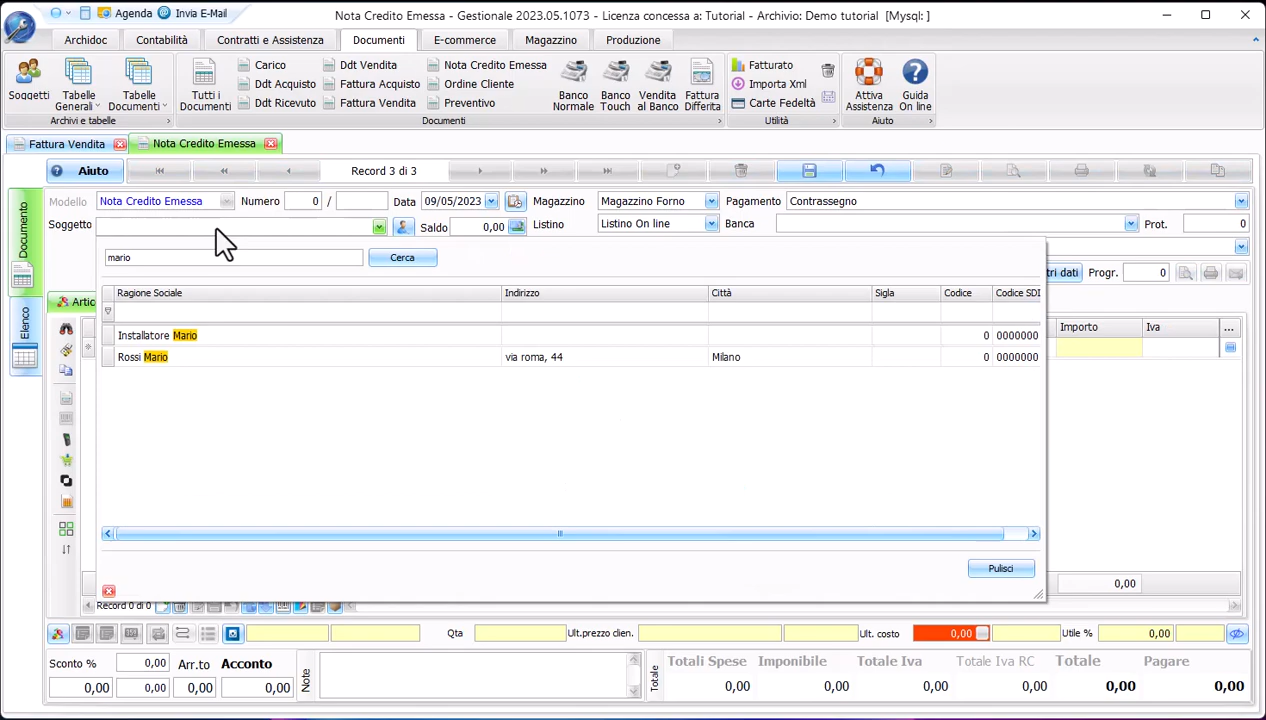 Agenda Invia E-Mail
Nota Credito Emessa - Gestionale 2023.05.1073 - Licenza concessa a: Tutorial - Archivio: Demo tutorial [Mysql: ]
Archidoc Contabilità Contratti e Assistenza Documenti E-commerce Magazzino Produzione
Soggetti
Tabelle Generali
Tabelle Documenti
Archivi e tabelle
Tutti i Documenti
Carico
Ddt Acquisto
Ddt Ricevuto
Ddt Vendita
Fattura Acquisto
Fattura Vendita
Nota Credito Emessa
Ordine Cliente
Preventivo
Banco Normale
Banco Touch
Vendita al Banco
Fattura Differita
Documenti
Fatturato
Importa Xml
Carte Fedeltà
Utilità
Attiva Assistenza
Guida On line
Aiuto
Fattura Vendita Nota Credito Emessa
Aiuto Record 3 di 3
Modello Nota Credito Emessa Numero 0 / Data 09/05/2023 Magazzino Magazzino Forno Pagamento Contrassegno
Soggetto Saldo 0,00 Listino Listino On line Banca Prot. 0
Documento
Elenco
mario Cerca
tri dati Progr. 0
Ragione Sociale Indirizzo Città Sigla Codice Codice SDI
Artic
Importo Iva ...
Installatore Mario 0 0000000
Rossi Mario via roma, 44 Milano 0 0000000
Pulisci
0,00
Record 0 di 0
Qta Ult.prezzo clien. Ult. costo 0,00 Utile % 0,00
Sconto % 0,00 Arr.to Acconto
0,00 0,00 0,00 0,00
Note
Totale
Totali Spese Imponibile Totale Iva Totale Iva RC Totale Pagare
0,00 0,00 0,00 0,00 0,00 0,00